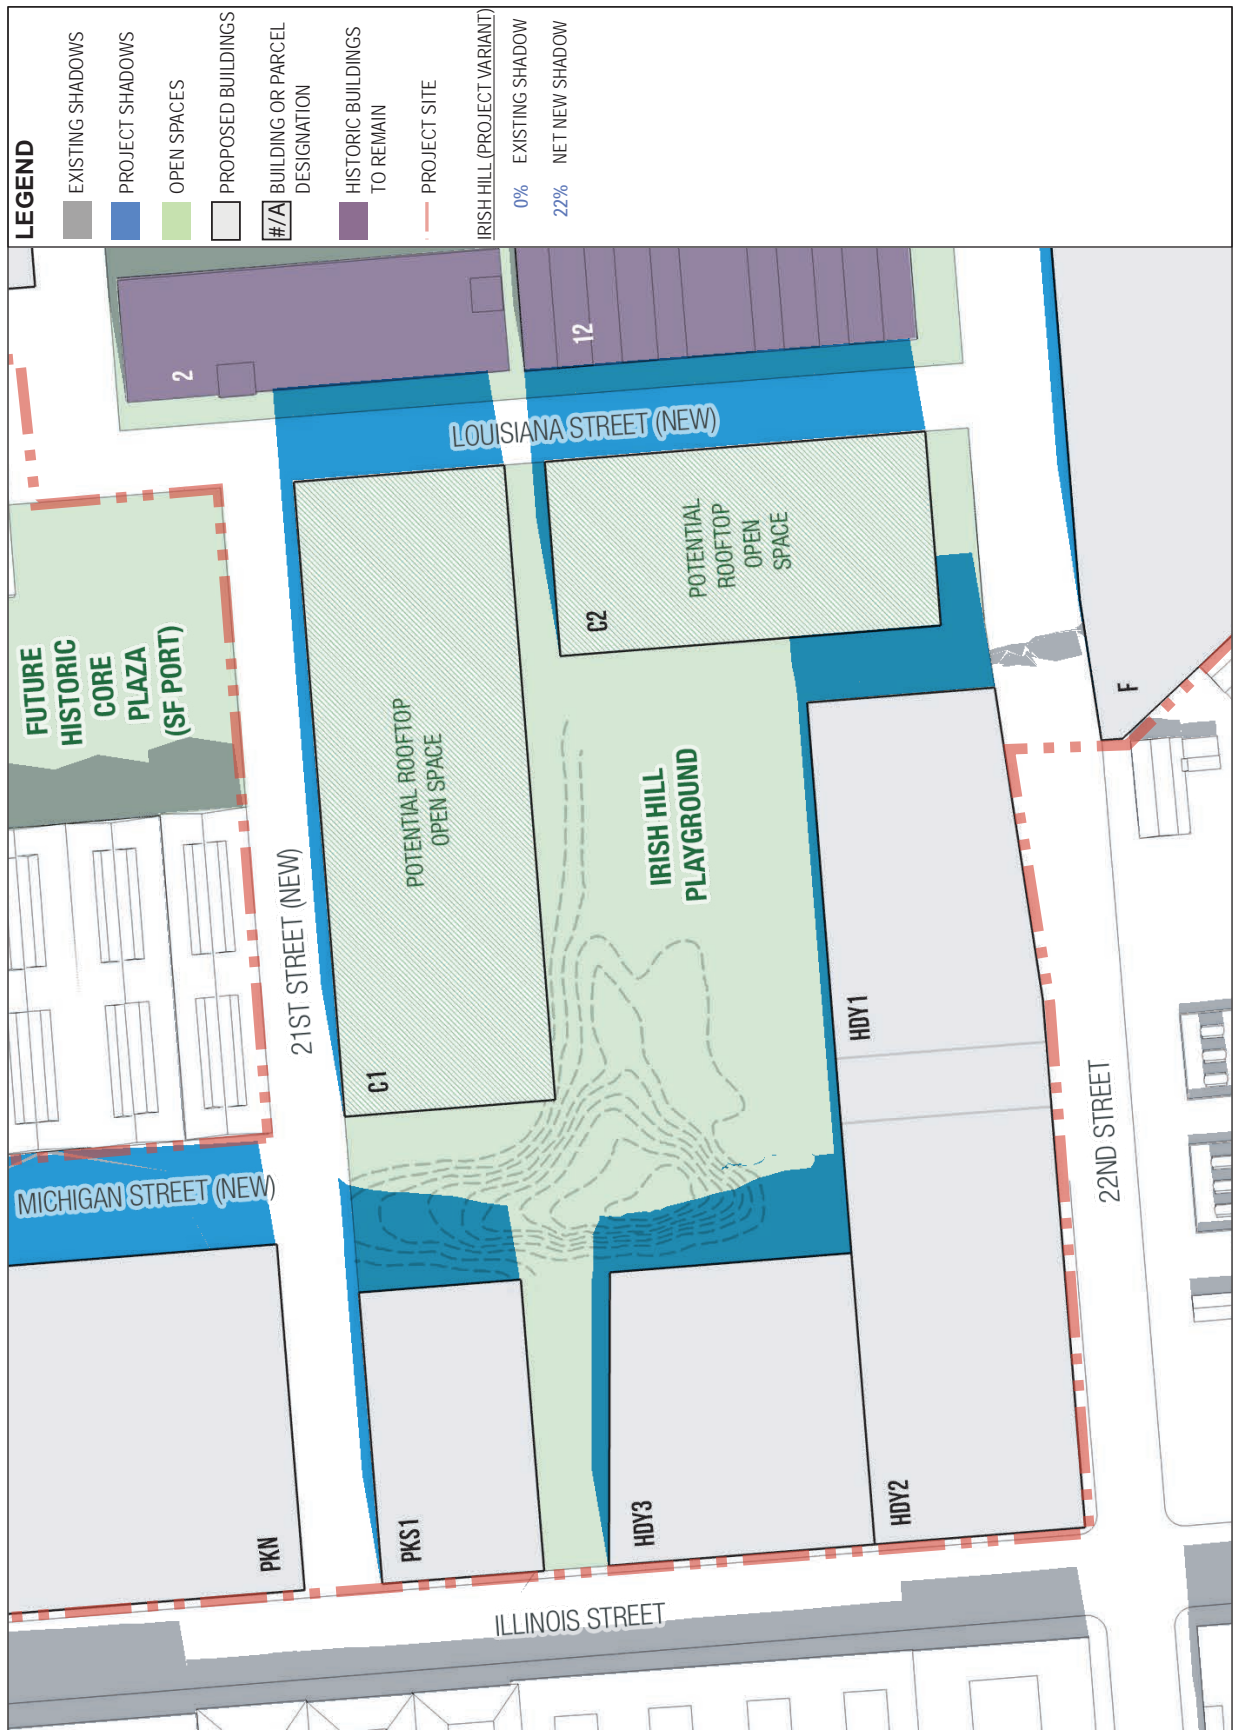 LEGEND
EXISTING SHADOWS
PROJECT SHADOWS
OPEN SPACES
PROPOSED BUILDINGS
#/A
BUILDING OR PARCEL
DESIGNATION
HISTORIC BUILDINGS
TO REMAIN
PROJECT SITE
IRISH HILL (PROJECT VARIANT)
0% EXISTING SHADOW
22% NET NEW SHADOW
FUTURE
HISTORIC
CORE
PLAZA
(SF PORT)
2
12
LOUISIANA STREET (NEW)
POTENTIAL ROOFTOP
OPEN SPACE
C1
POTENTIAL
ROOFTOP
OPEN
SPACE
C2
21ST STREET (NEW)
IRISH HILL
PLAYGROUND
F
HDY1
MICHIGAN STREET (NEW)
22ND STREET
PKN
PKS1
HDY3
HDY2
ILLINOIS STREET